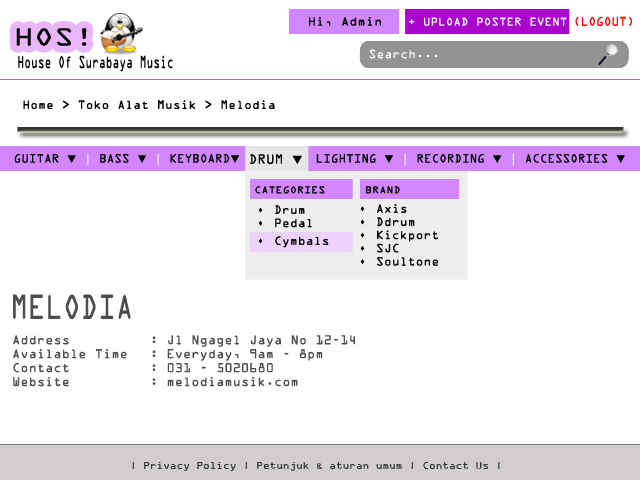 HOS!
House Of Surabaya Music
Hi, Admin
+ UPLOAD POSTER EVENT
(LOGOUT)
Search...
Home > Toko Alat Musik > Melodia
GUITAR ▼ | BASS ▼ | KEYBOARD▼ DRUM ▼ LIGHTING ▼ | RECORDING ▼ | ACCESSORIES ▼
CATEGORIES
Drum
Pedal
Cymbals
BRAND
Axis
Ddrum
Kickport
SJC
Soultone
MELODIA
Address : Jl Ngagel Jaya No 12-14
Available Time : Everyday, 9am - 8pm
Contact : 031 - 5020680
Website : melodiamusik.com
| Privacy Policy | Petunjuk & aturan umum | Contact Us |